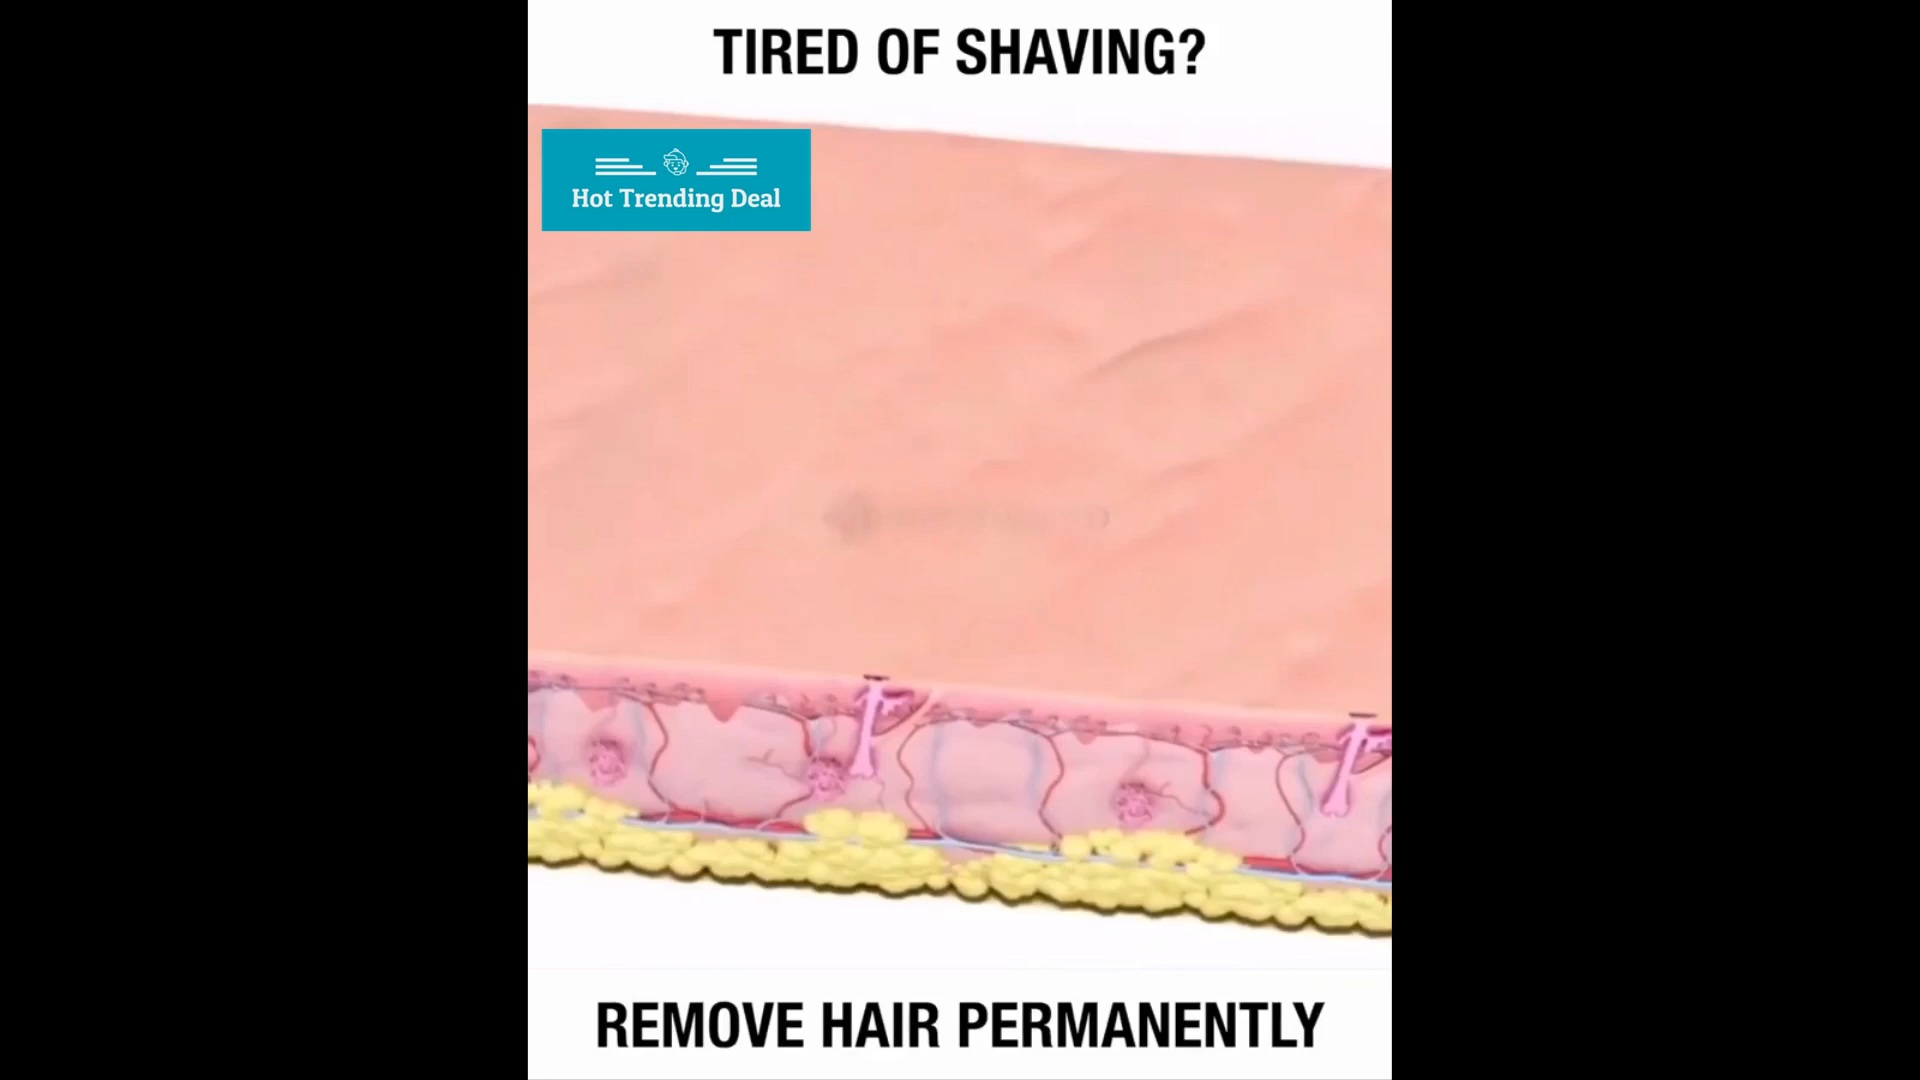 TIRED OF SHAVING?
Hot Trending Deal
REMOVE HAIR PERMANENTLY